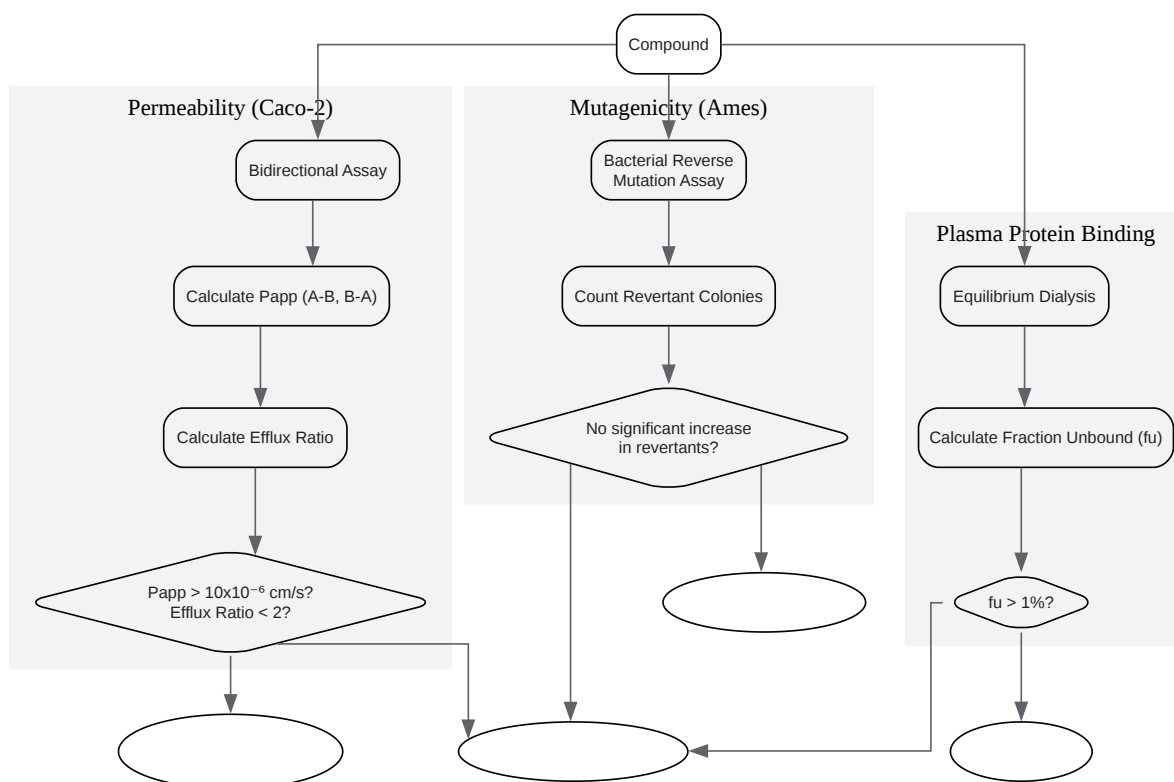 Compound
Permeability (Caco-2)
Mutagenicity (Ames)
Bidirectional Assay
Bacterial Reverse
Mutation Assay
Plasma Protein Binding
Calculate Papp (A-B, B-A)
Count Revertant Colonies
Equilibrium Dialysis
Calculate Efflux Ratio
No significant increase
in revertants?
Calculate Fraction Unbound (fu)
Papp > 10x10⁻⁶ cm/s?
Efflux Ratio < 2?
fu > 1%?